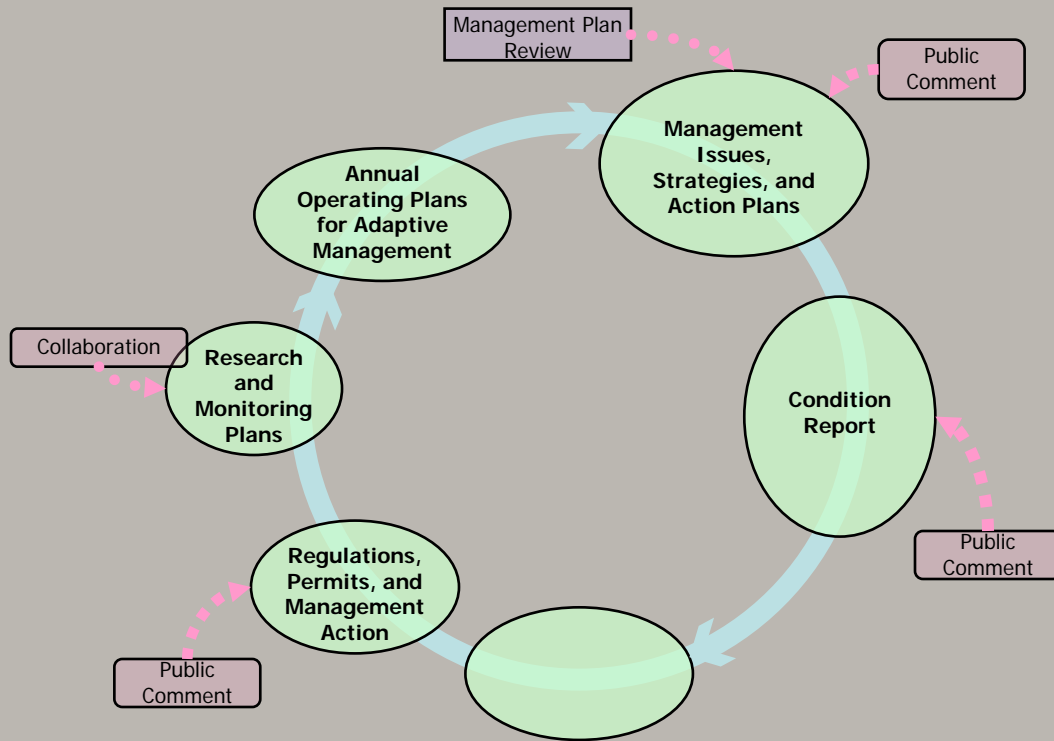 Management Plan
Review
Public
Comment
Management
Issues,
Strategies, and
Action Plans
Annual
Operating Plans
for Adaptive
Management
Collaboration
Research
and
Monitoring
Plans
Condition
Report
Public
Comment
Regulations,
Permits, and
Management
Action
Public
Comment